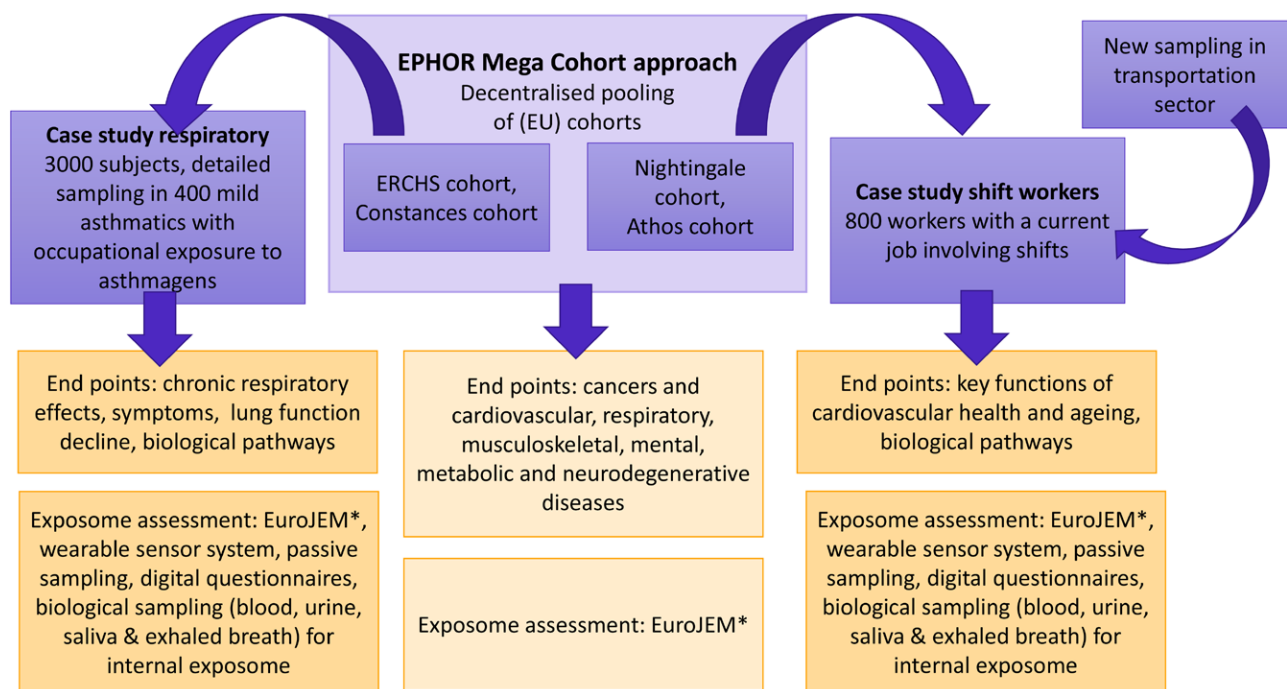 EPHOR Mega Cohort approach
Decentralised pooling
of (EU) cohorts
ERCHS cohort,
Constances cohort
Nightingale
cohort,
Athos cohort
New sampling in
transportation
sector
Case study respiratory
3000 subjects, detailed
sampling in 400 mild
asthmatics with
occupational exposure to
asthmagens
Case study shift workers
800 workers with a current
job involving shifts
End points: chronic respiratory
effects, symptoms, lung function
decline, biological pathways
End points: cancers and
cardiovascular, respiratory,
musculoskeletal, mental,
metabolic and neurodegenerative
diseases
End points: key functions of
cardiovascular health and ageing,
biological pathways
Exposome assessment: EuroJEM*,
wearable sensor system, passive
sampling, digital questionnaires,
biological sampling (blood, urine,
saliva & exhaled breath) for
internal exposome
Exposome assessment: EuroJEM*
Exposome assessment: EuroJEM*,
wearable sensor system, passive
sampling, digital questionnaires,
biological sampling (blood, urine,
saliva & exhaled breath) for
internal exposome